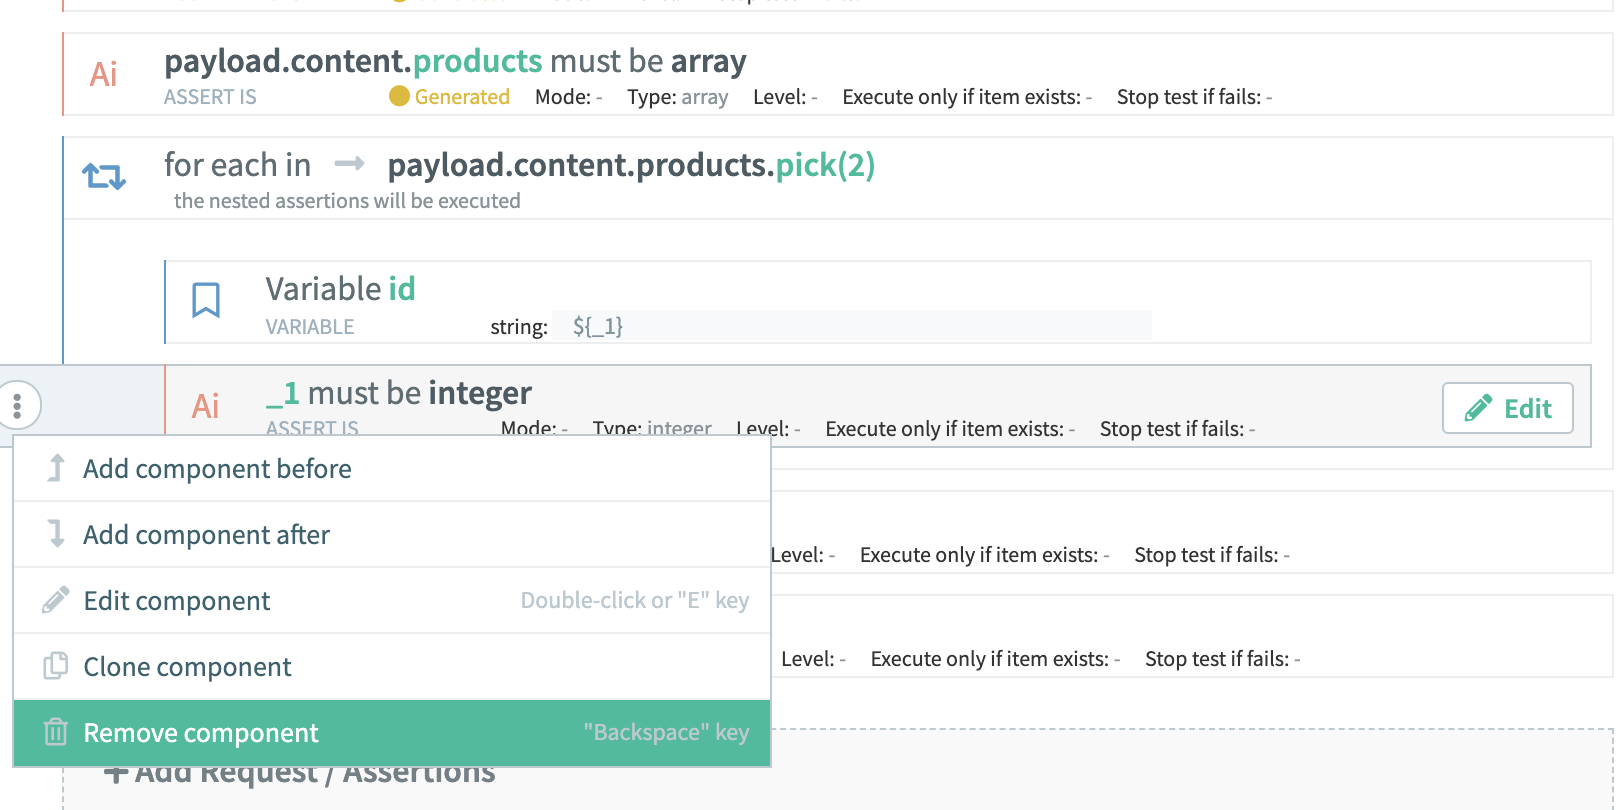 Ai
payload.content.products must be array
ASSERT IS Generated Mode: - Type: array Level: - Execute only if item exists: - Stop test if fails: -
for each in payload.content.products.pick(2)
the nested assertions will be executed
Variable id
VARIABLE string: ${_1}
Ai
_1 must be integer
Edit
ASSERT IS Mode: - Type: integer Level: - Execute only if item exists: - Stop test if fails: -
Add component before
Add component after
Level: - Execute only if item exists: - Stop test if fails: -
Edit component Double-click or "E" key
Clone component
Level: - Execute only if item exists: - Stop test if fails: -
Remove component "Backspace" key
+ Add Request / Assertions